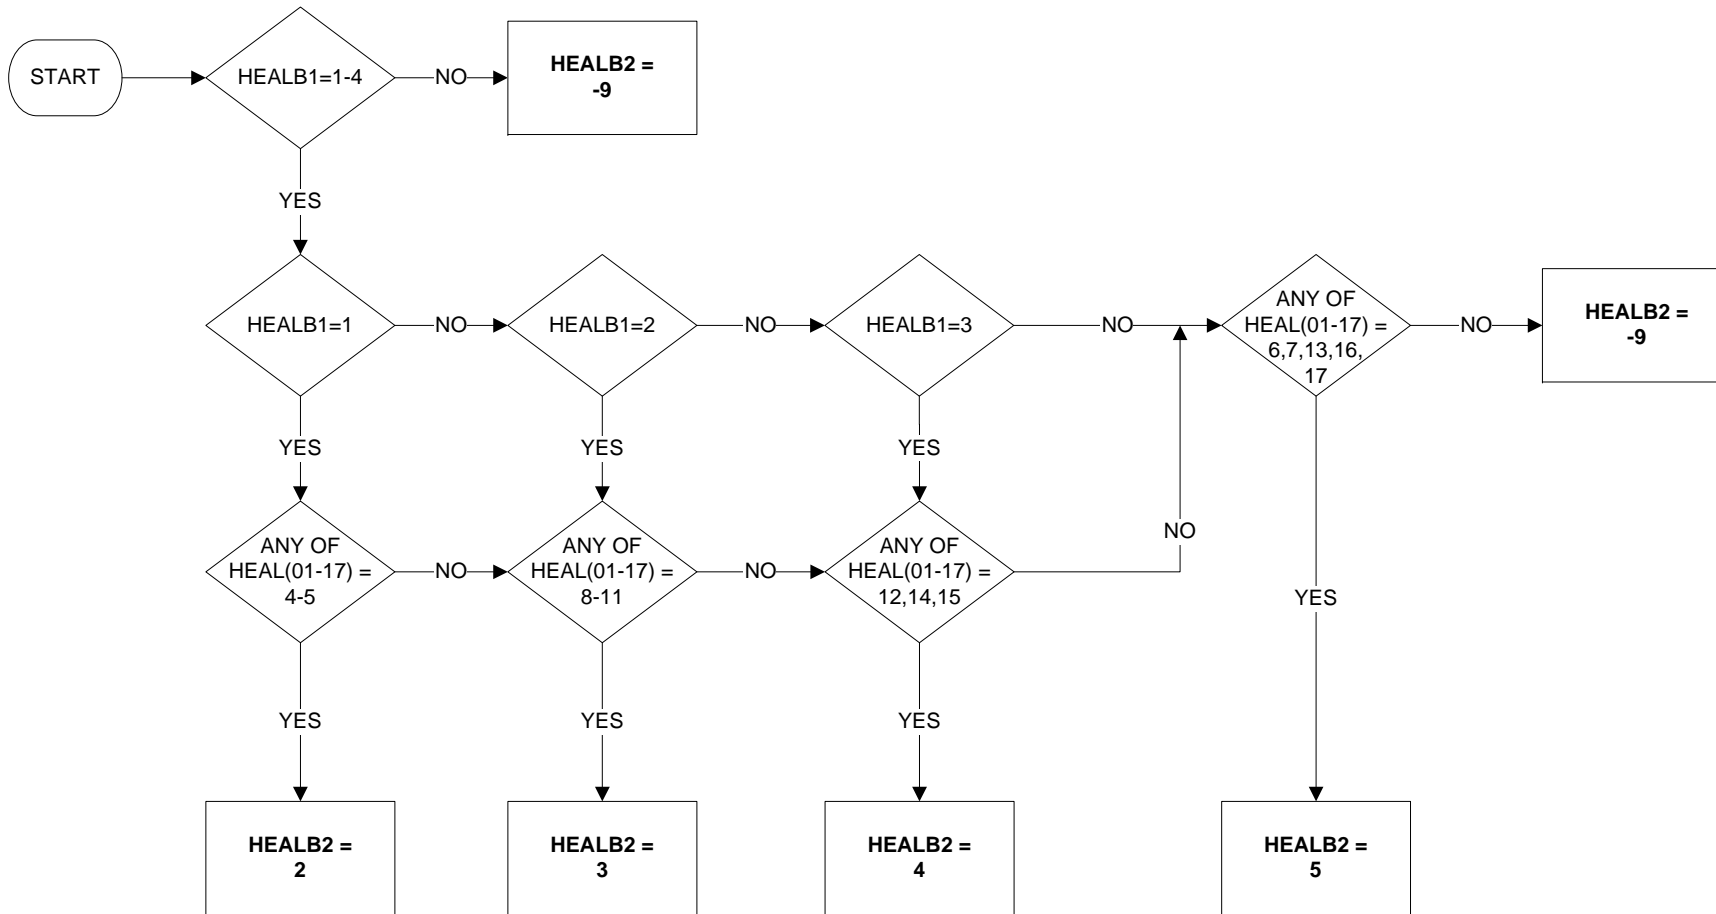 START
HEALB1=1-4
NO
HEALB2 =
-9
YES
HEALB1=1
NO
HEALB1=2
NO
HEALB1=3
NO
ANY OF
HEAL(01-17) =
6,7,13,16,
17
NO
HEALB2 =
-9
YES
YES
YES
ANY OF
HEAL(01-17) =
4-5
NO
ANY OF
HEAL(01-17) =
8-11
NO
ANY OF
HEAL(01-17) =
12,14,15
NO
YES
YES
YES
YES
HEALB2 =
2
HEALB2 =
3
HEALB2 =
4
HEALB2 =
5